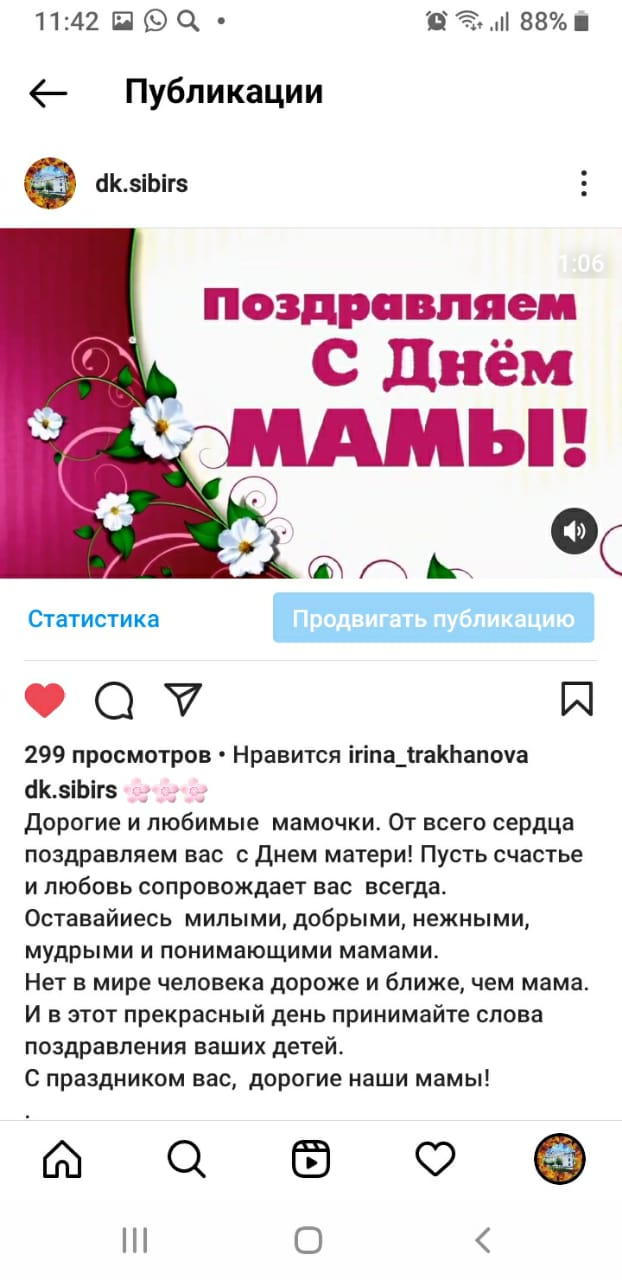 11:42
88%
Публикации
dk.sibirs
1:06
Поздравляем
С Днём
МАМЫ!
Статистика
Продвигать публикацию
299 просмотров • Нравится irina_trakhanova
dk.sibirs 🌸🌸🌸
Дорогие и любимые мамочки. От всего сердца
поздравляем вас с Днем матери! Пусть счастье
и любовь сопровождает вас всегда.
Оставайиесь милыми, добрыми, нежными,
мудрыми и понимающими мамами.
Нет в мире человека дороже и ближе, чем мама.
И в этот прекрасный день принимайте слова
поздравления ваших детей.
С праздником вас, дорогие наши мамы!
.